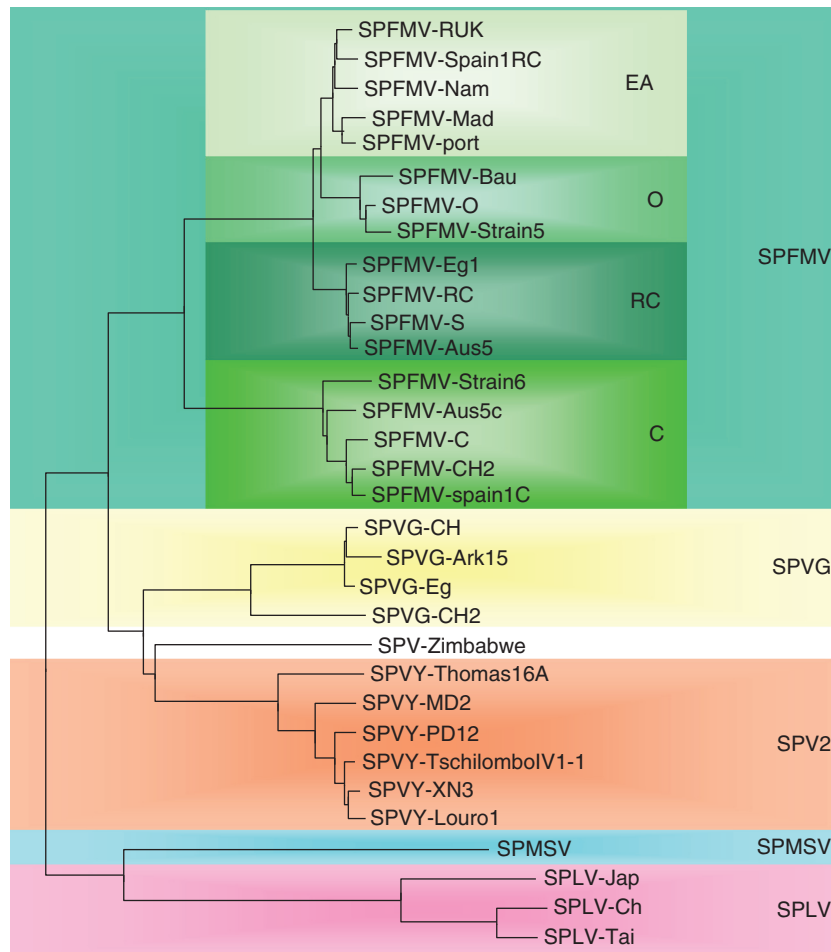 SPFMV-RUK
SPFMV-Spain1RC
SPFMV-Nam
EA
SPFMV-Mad
SPFMV-port
SPFMV-Bau
O
SPFMV-O
SPFMV-Strain5
SPFMV
SPFMV-Eg1
SPFMV-RC
RC
SPFMV-S
SPFMV-Aus5
SPFMV-Strain6
SPFMV-Aus5c
C
SPFMV-C
SPFMV-CH2
SPFMV-spain1C
SPVG-CH
SPVG-Ark15
SPVG
SPVG-Eg
SPVG-CH2
SPV-Zimbabwe
SPVY-Thomas16A
SPVY-MD2
SPVY-PD12
SPV2
SPVY-TschilomboIV1-1
SPVY-XN3
SPVY-Louro1
SPMSV
SPMSV
SPLV-Jap
SPLV-Ch
SPLV
SPLV-Tai